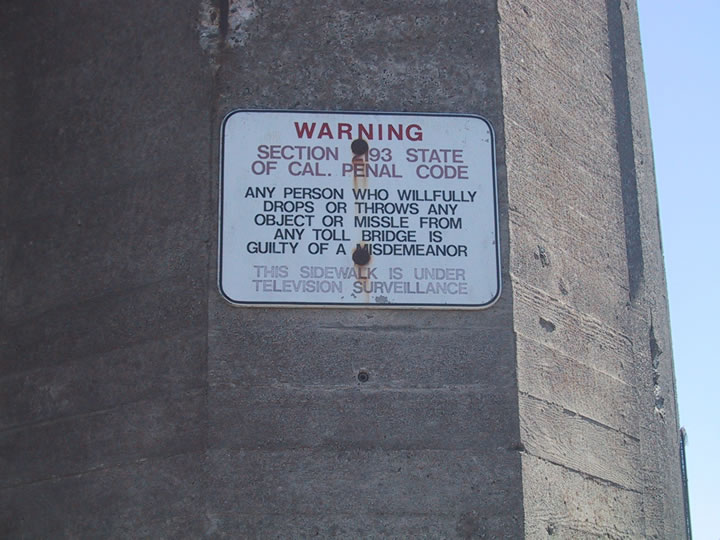 WARNING
SECTION 2193 STATE
OF CAL. PENAL CODE
ANY PERSON WHO WILLFULLY
DROPS OR THROWS ANY
OBJECT OR MISSLE FROM
ANY TOLL BRIDGE IS
GUILTY OF A MISDEMEANOR
THIS SIDEWALK IS UNDER
TELEVISION SURVEILLANCE